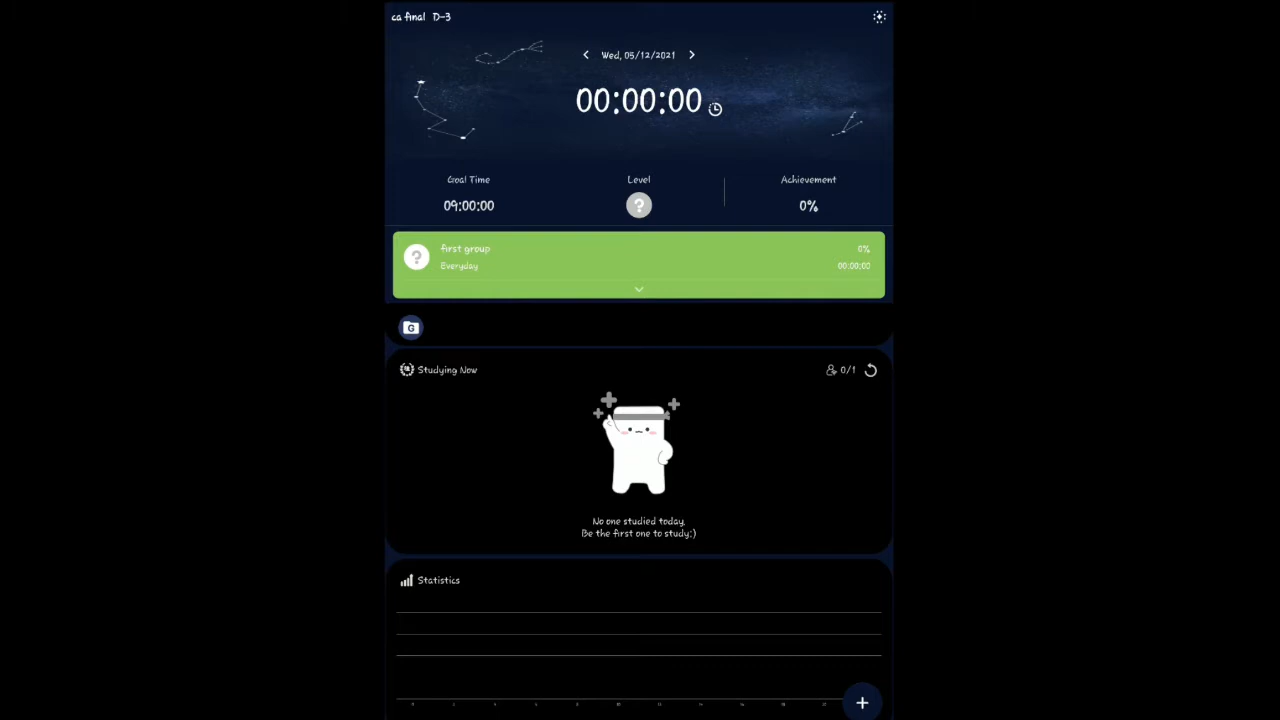 ca final D-3
Wed, 05/12/2021
00:00:00
Goal Time
Level
Achievement
09:00:00
?
0%
?
first group
0%
Everyday
00:00:00
G
Studying Now
0/1
No one studied today,
Be the first one to study:)
Statistics
+